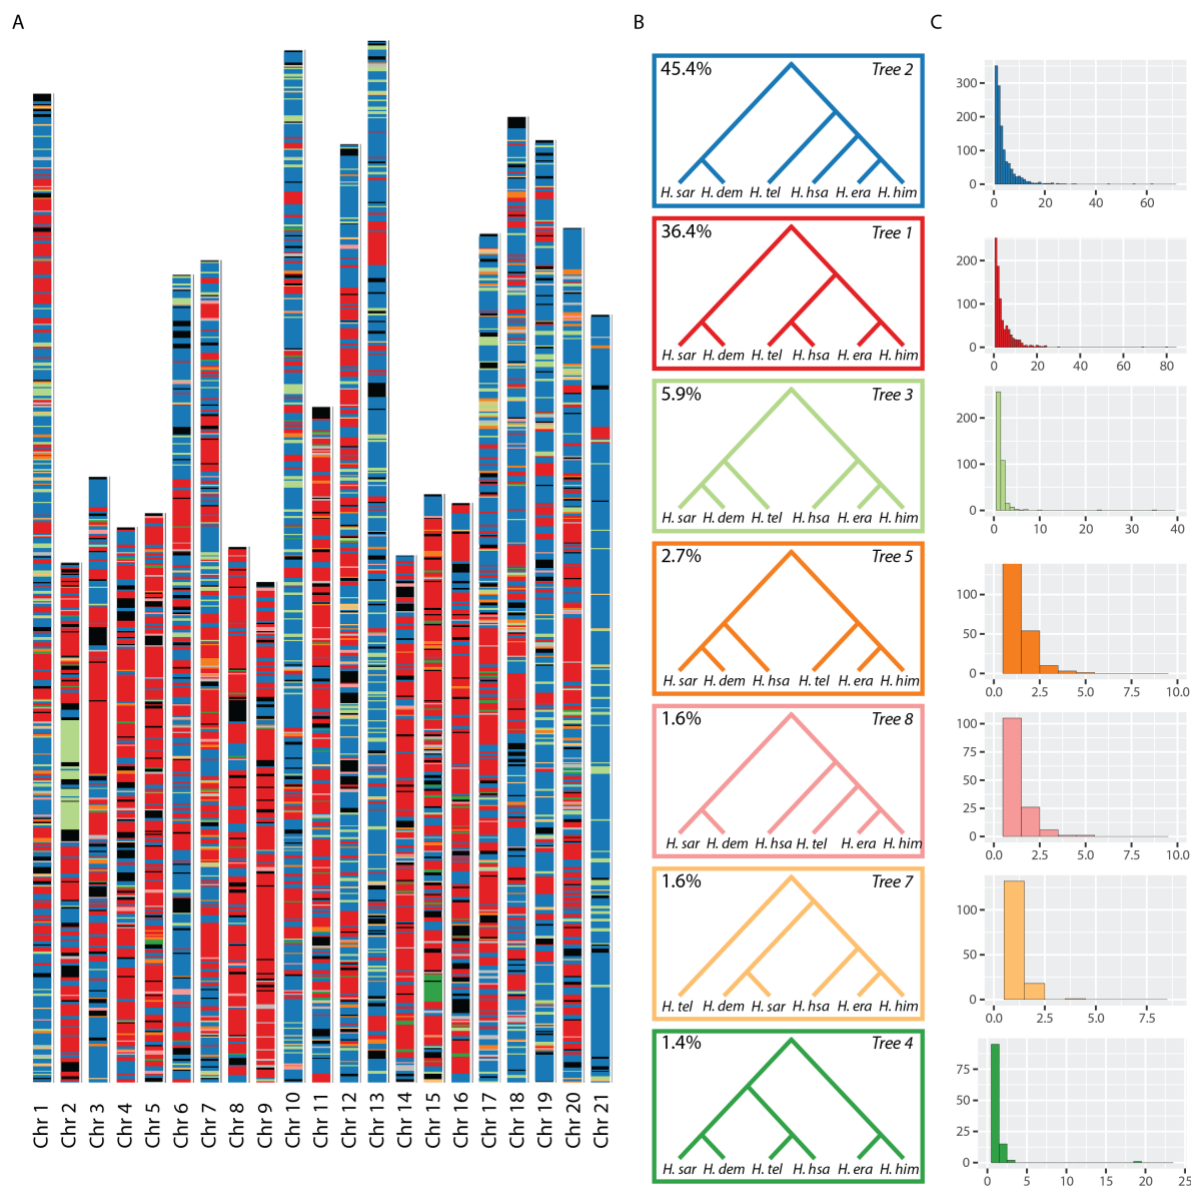 A
B
C
45.4%
Tree 2
H. sar H. dem H. tel H. hsa H. era H. him
300
200
100
0
0 20 40 60
36.4%
Tree 1
H. sar H. dem H. tel H. hsa H. era H. him
200
100
0
0 20 40 60 80
5.9%
Tree 3
H. sar H. dem H. tel H. hsa H. era H. him
200
100
0
0 10 20 30 40
2.7%
Tree 5
H. sar H. dem H. hsa H. tel H. era H. him
100
50
0
0.0 2.5 5.0 7.5 10.0
1.6%
Tree 8
H. sar H. dem H. hsa H. tel H. era H. him
100
75
50
25
0
0.0 2.5 5.0 7.5 10.0
1.6%
Tree 7
H. tel H. dem H. sar H. hsa H. era H. him
100
50
0
0.0 2.5 5.0 7.5
1.4%
Tree 4
H. sar H. dem H. tel H. hsa H. era H. him
75
50
25
0
0 5 10 15 20 25
Chr 1
Chr 2
Chr 3
Chr 4
Chr 5
Chr 6
Chr 7
Chr 8
Chr 9
Chr 10
Chr 11
Chr 12
Chr 13
Chr 14
Chr 15
Chr 16
Chr 17
Chr 18
Chr 19
Chr 20
Chr 21